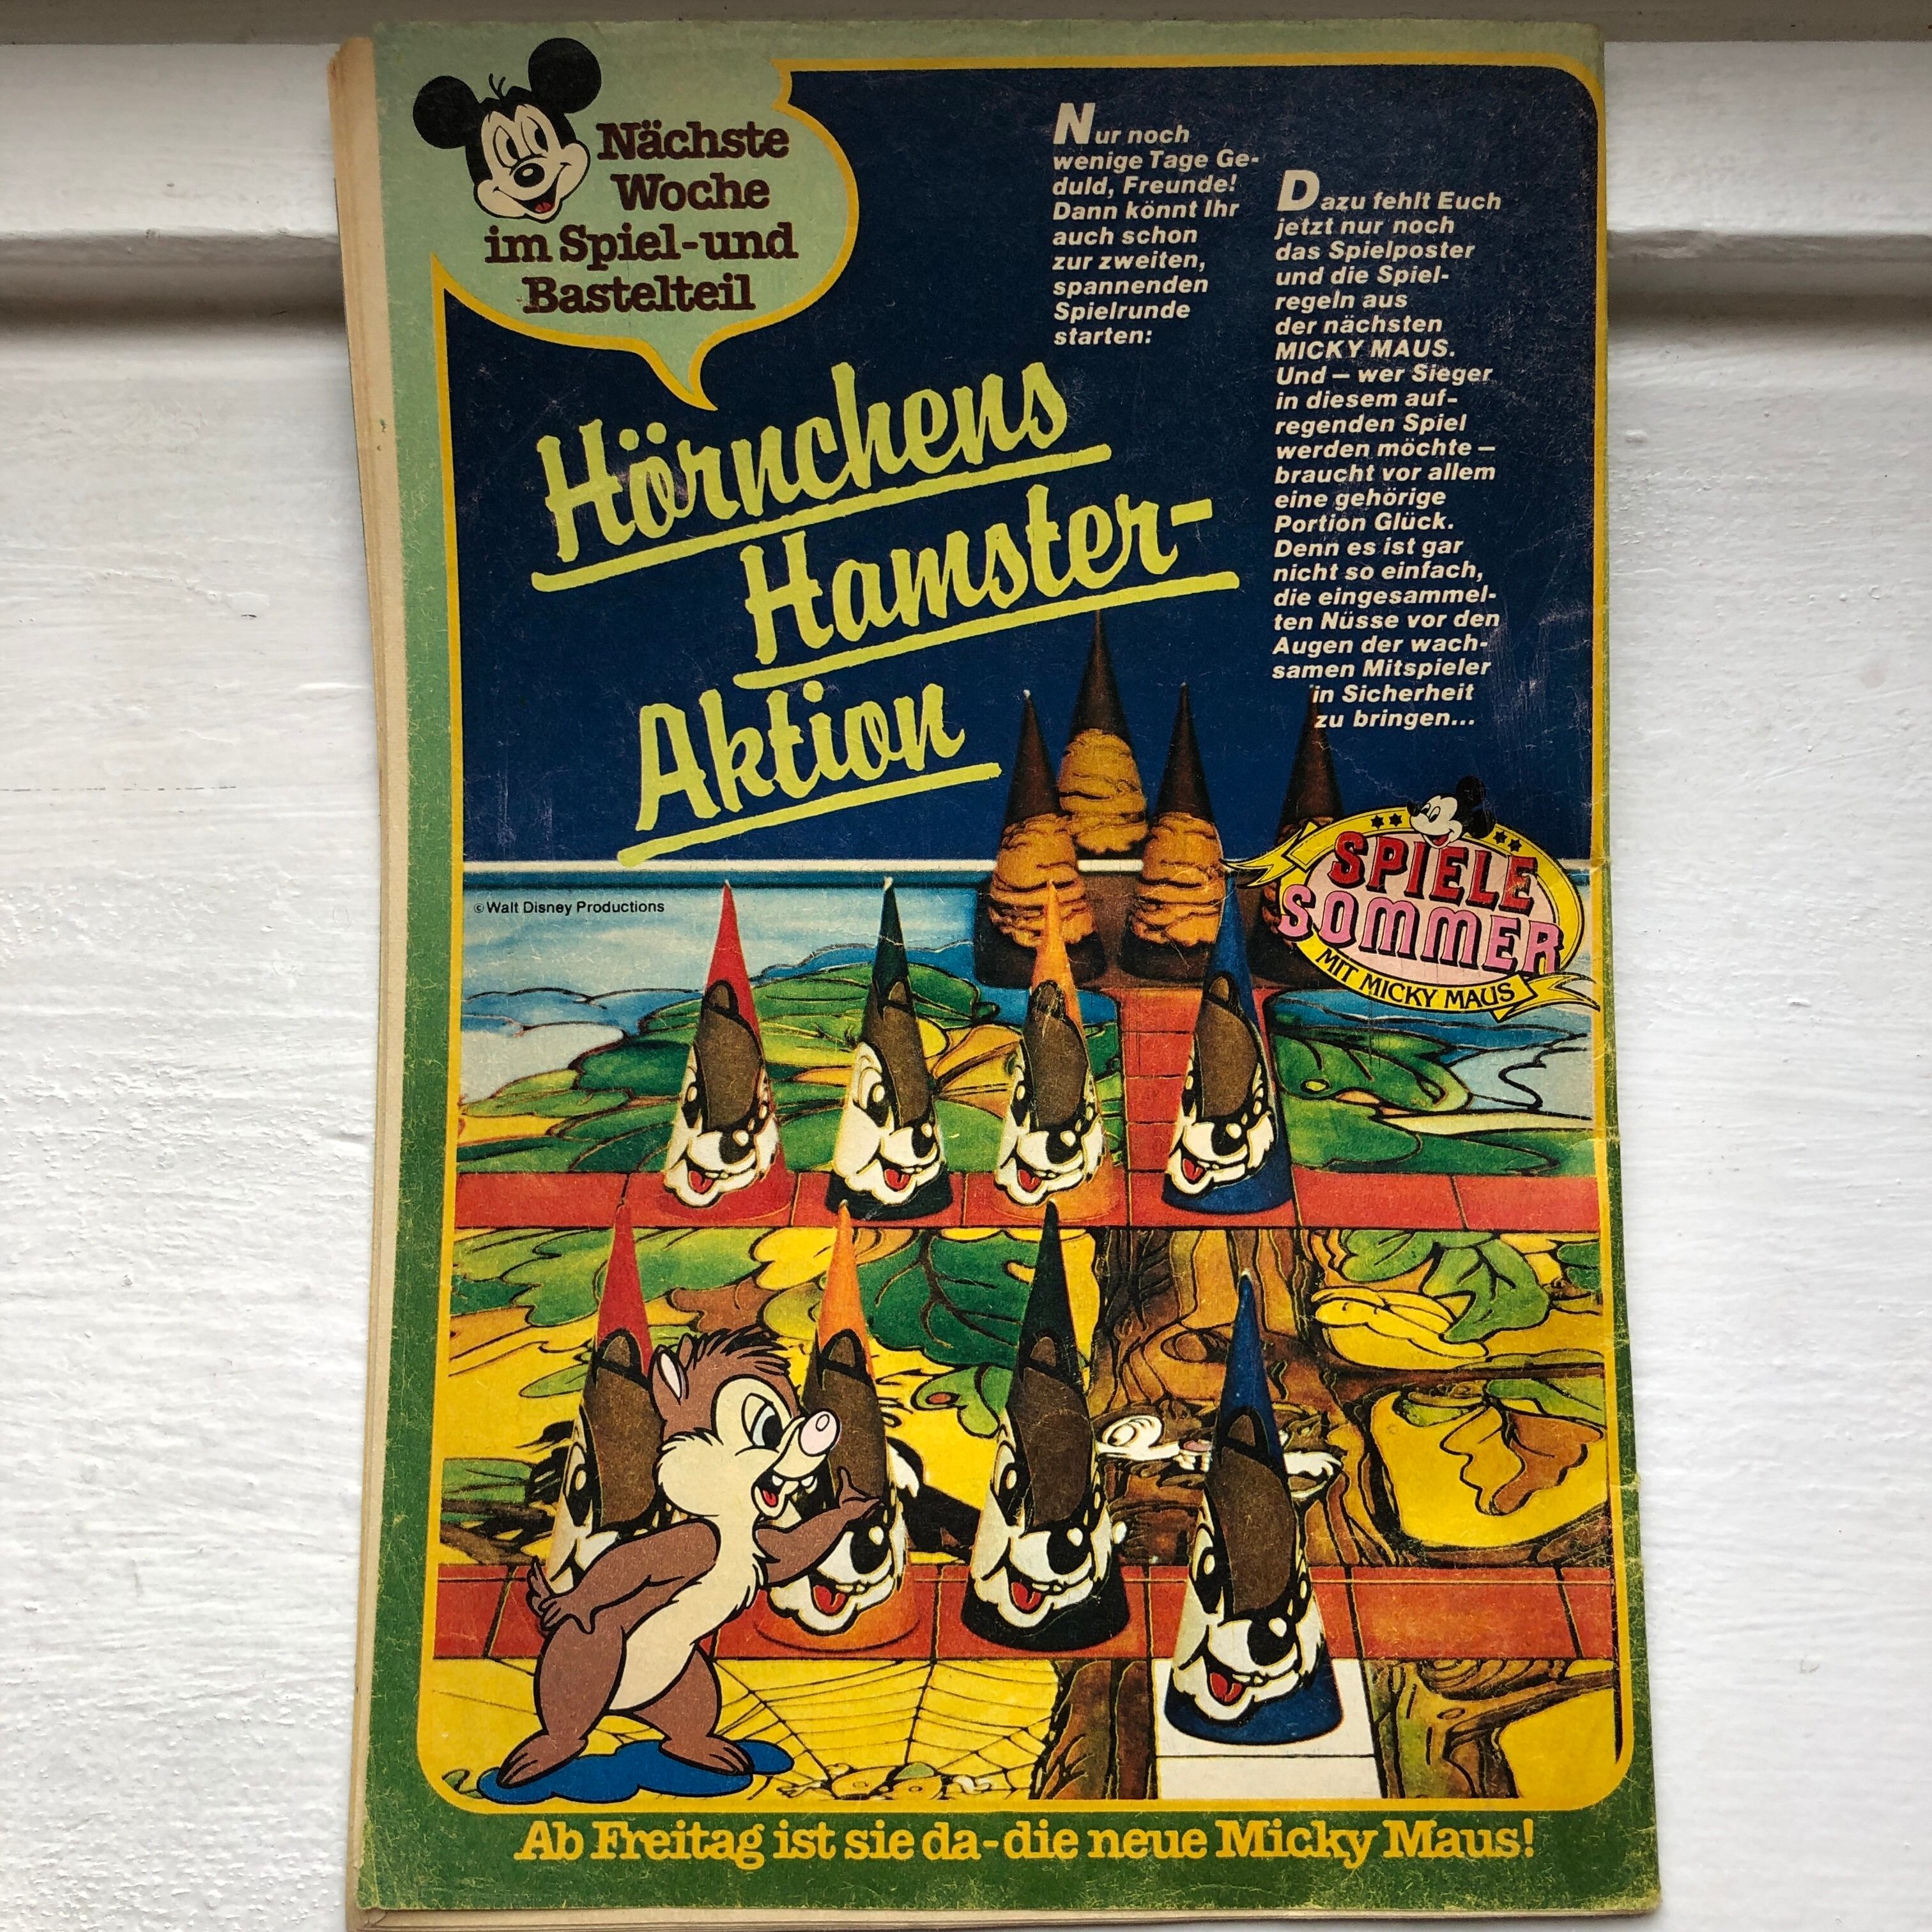 Nächste
Woche
im Spiel-und
Bastelteil
Nur noch
wenige Tage Ge-
duld, Freunde!
Dann könnt Ihr
auch schon
zur zweiten,
spannenden
Spielrunde
starten:
Dazu fehlt Euch
jetzt nur noch
das Spielposter
und die Spiel-
regeln aus
der nächsten
MICKY MAUS.
Und – wer Sieger
in diesem auf-
regenden Spiel
werden möchte –
braucht vor allem
eine gehörige
Portion Glück.
Denn es ist gar
nicht so einfach,
die eingesammel-
ten Nüsse vor den
Augen der wach-
samen Mitspieler
in Sicherheit
zu bringen...
Hörnchens
Hamster-
Aktion
© Walt Disney Productions
SPIELE
SOMMER
MIT MICKY MAUS
Ab Freitag ist sie da-die neue Micky Maus!